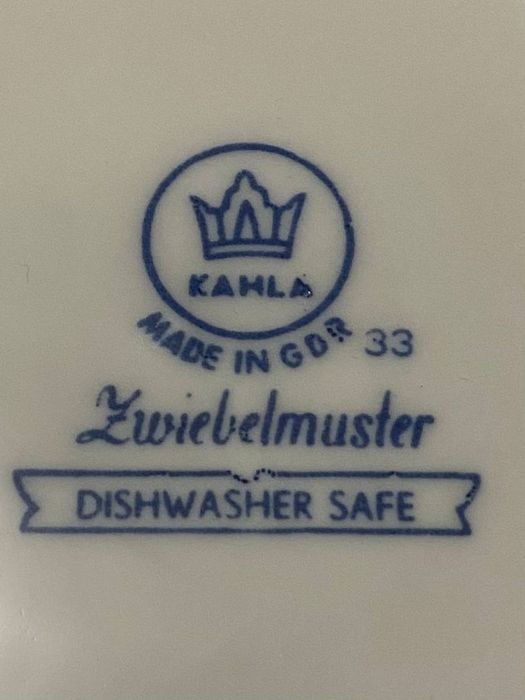 KAHLA
MADE IN GDR 33
Zwiebelmuster
DISHWASHER SAFE